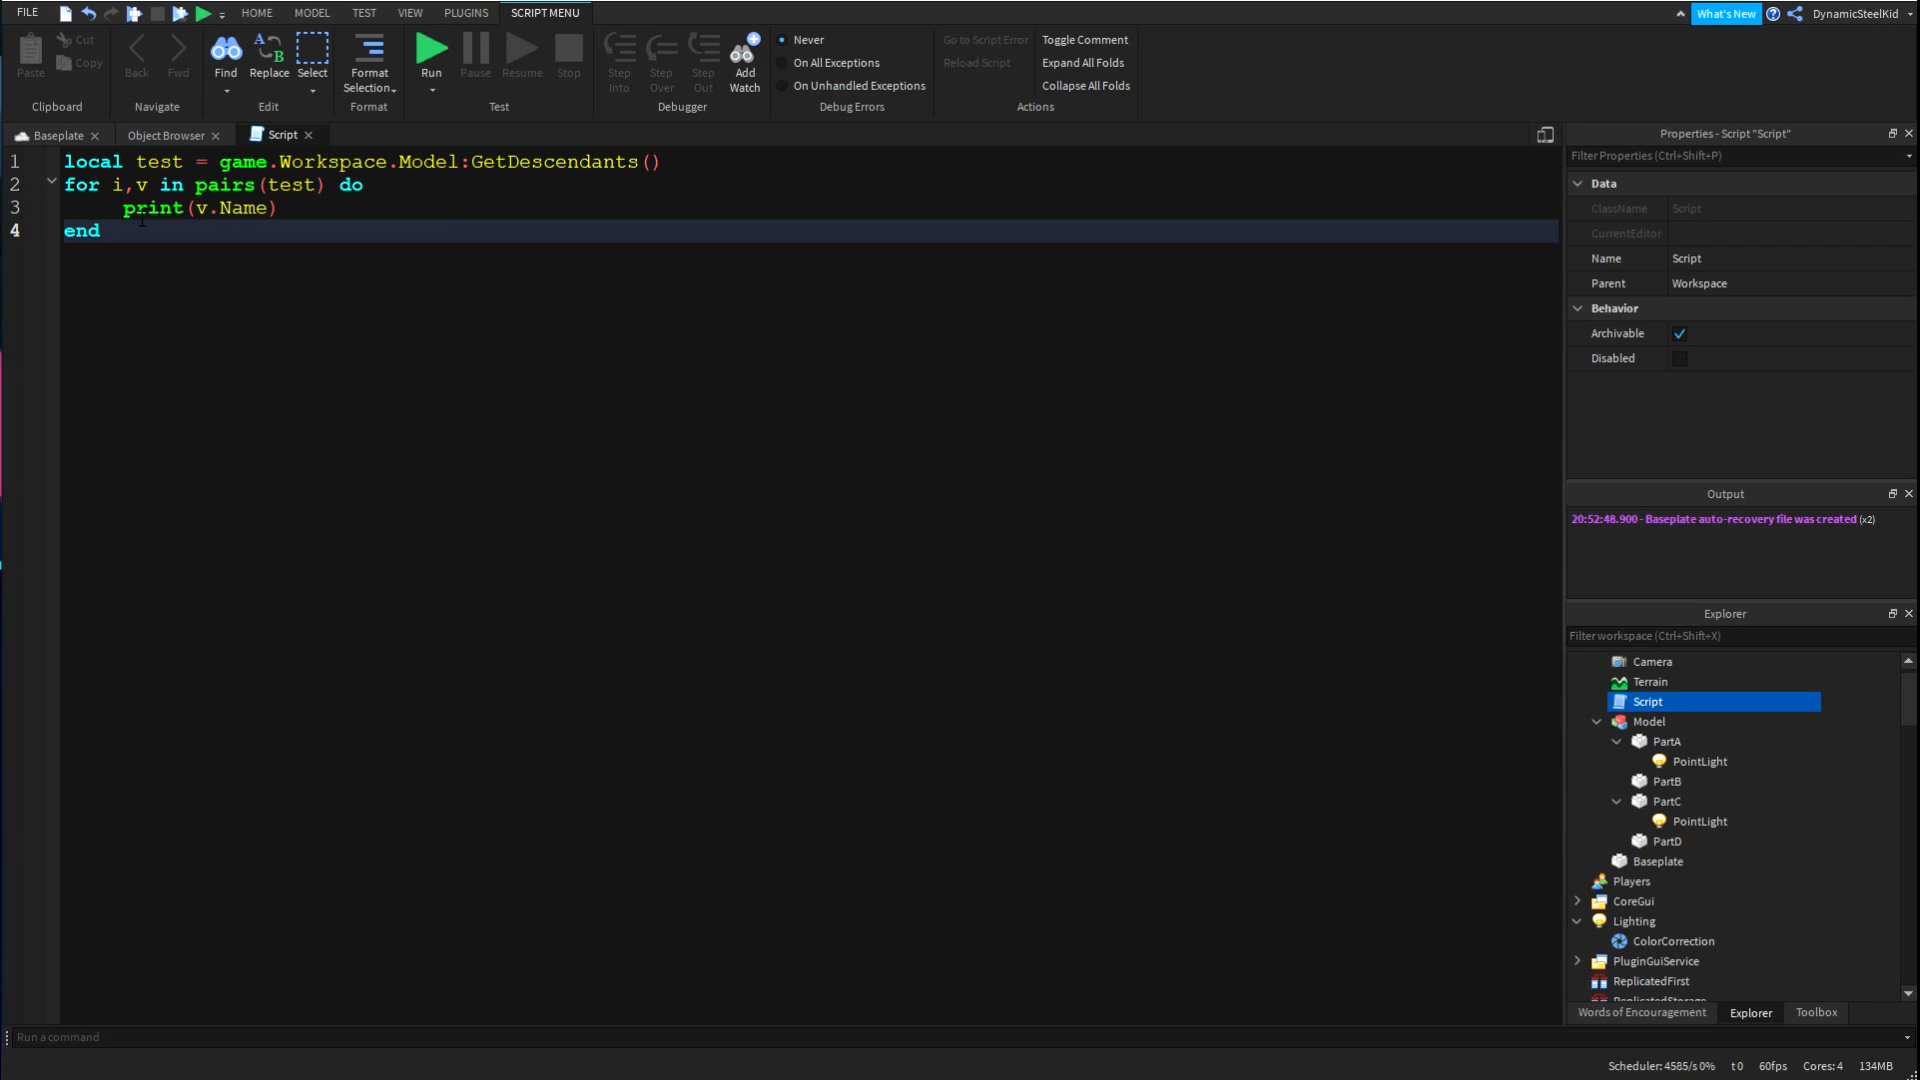 FILE HOME MODEL TEST VIEW PLUGINS SCRIPT MENU What's New DynamicSteelKid
Paste Cut Copy Back Fwd Find Replace Select Format Selection Run Pause Resume Stop Step Into Step Over Step Out Add Watch
Never
On All Exceptions
On Unhandled Exceptions
Go to Script Error
Reload Script
Toggle Comment
Expand All Folds
Collapse All Folds
Clipboard Navigate Edit Format Test Debugger Debug Errors Actions
Baseplate Object Browser Script
1 local test = game.Workspace.Model:GetDescendants()
2 for i,v in pairs(test) do
3 print(v.Name)
4 end
Properties - Script "Script"
Filter Properties (Ctrl+Shift+P)
Data
ClassName Script
CurrentEditor
Name Script
Parent Workspace
Behavior
Archivable
Disabled
Output
20:52:48.900 - Baseplate auto-recovery file was created (x2)
Explorer
Filter workspace (Ctrl+Shift+X)
Camera
Terrain
Script
Model
PartA
PointLight
PartB
PartC
PointLight
PartD
Baseplate
Players
CoreGui
Lighting
ColorCorrection
PluginGuiService
ReplicatedFirst
ReplicatedStorage
Words of Encouragement Explorer Toolbox
Run a command
Scheduler: 4585/s 0% t 0 60fps Cores: 4 134MB